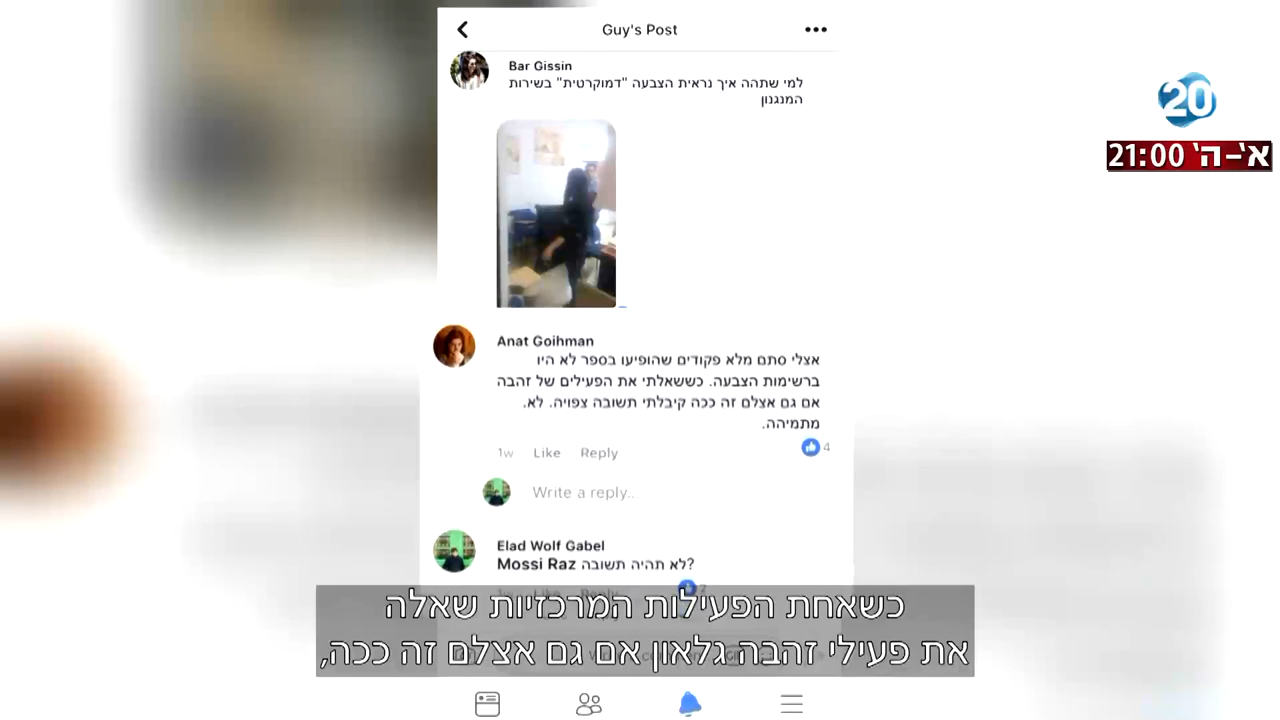 Guy's Post
Bar Gissin
למי שתהה איך נראית הצבעה "דמוקרטית" בשירות
המנגנון
20
א'-ה' 21:00
Anat Goihman
אצלי סתם מלא פקודים שהופיעו בספר לא היו
ברשימות הצבעה. כששאלתי את הפעילים של זהבה
אם גם אצלם זה ככה קיבלתי תשובה צפויה. לא.
מתמיהה.
4
1w Like Reply
Write a reply..
Elad Wolf Gabel
Mossi Raz לא תהיה תשובה?
כשאחת הפעילות המרכזיות שאלה
את פעילי זהבה גלאון אם גם אצלם זה ככה,